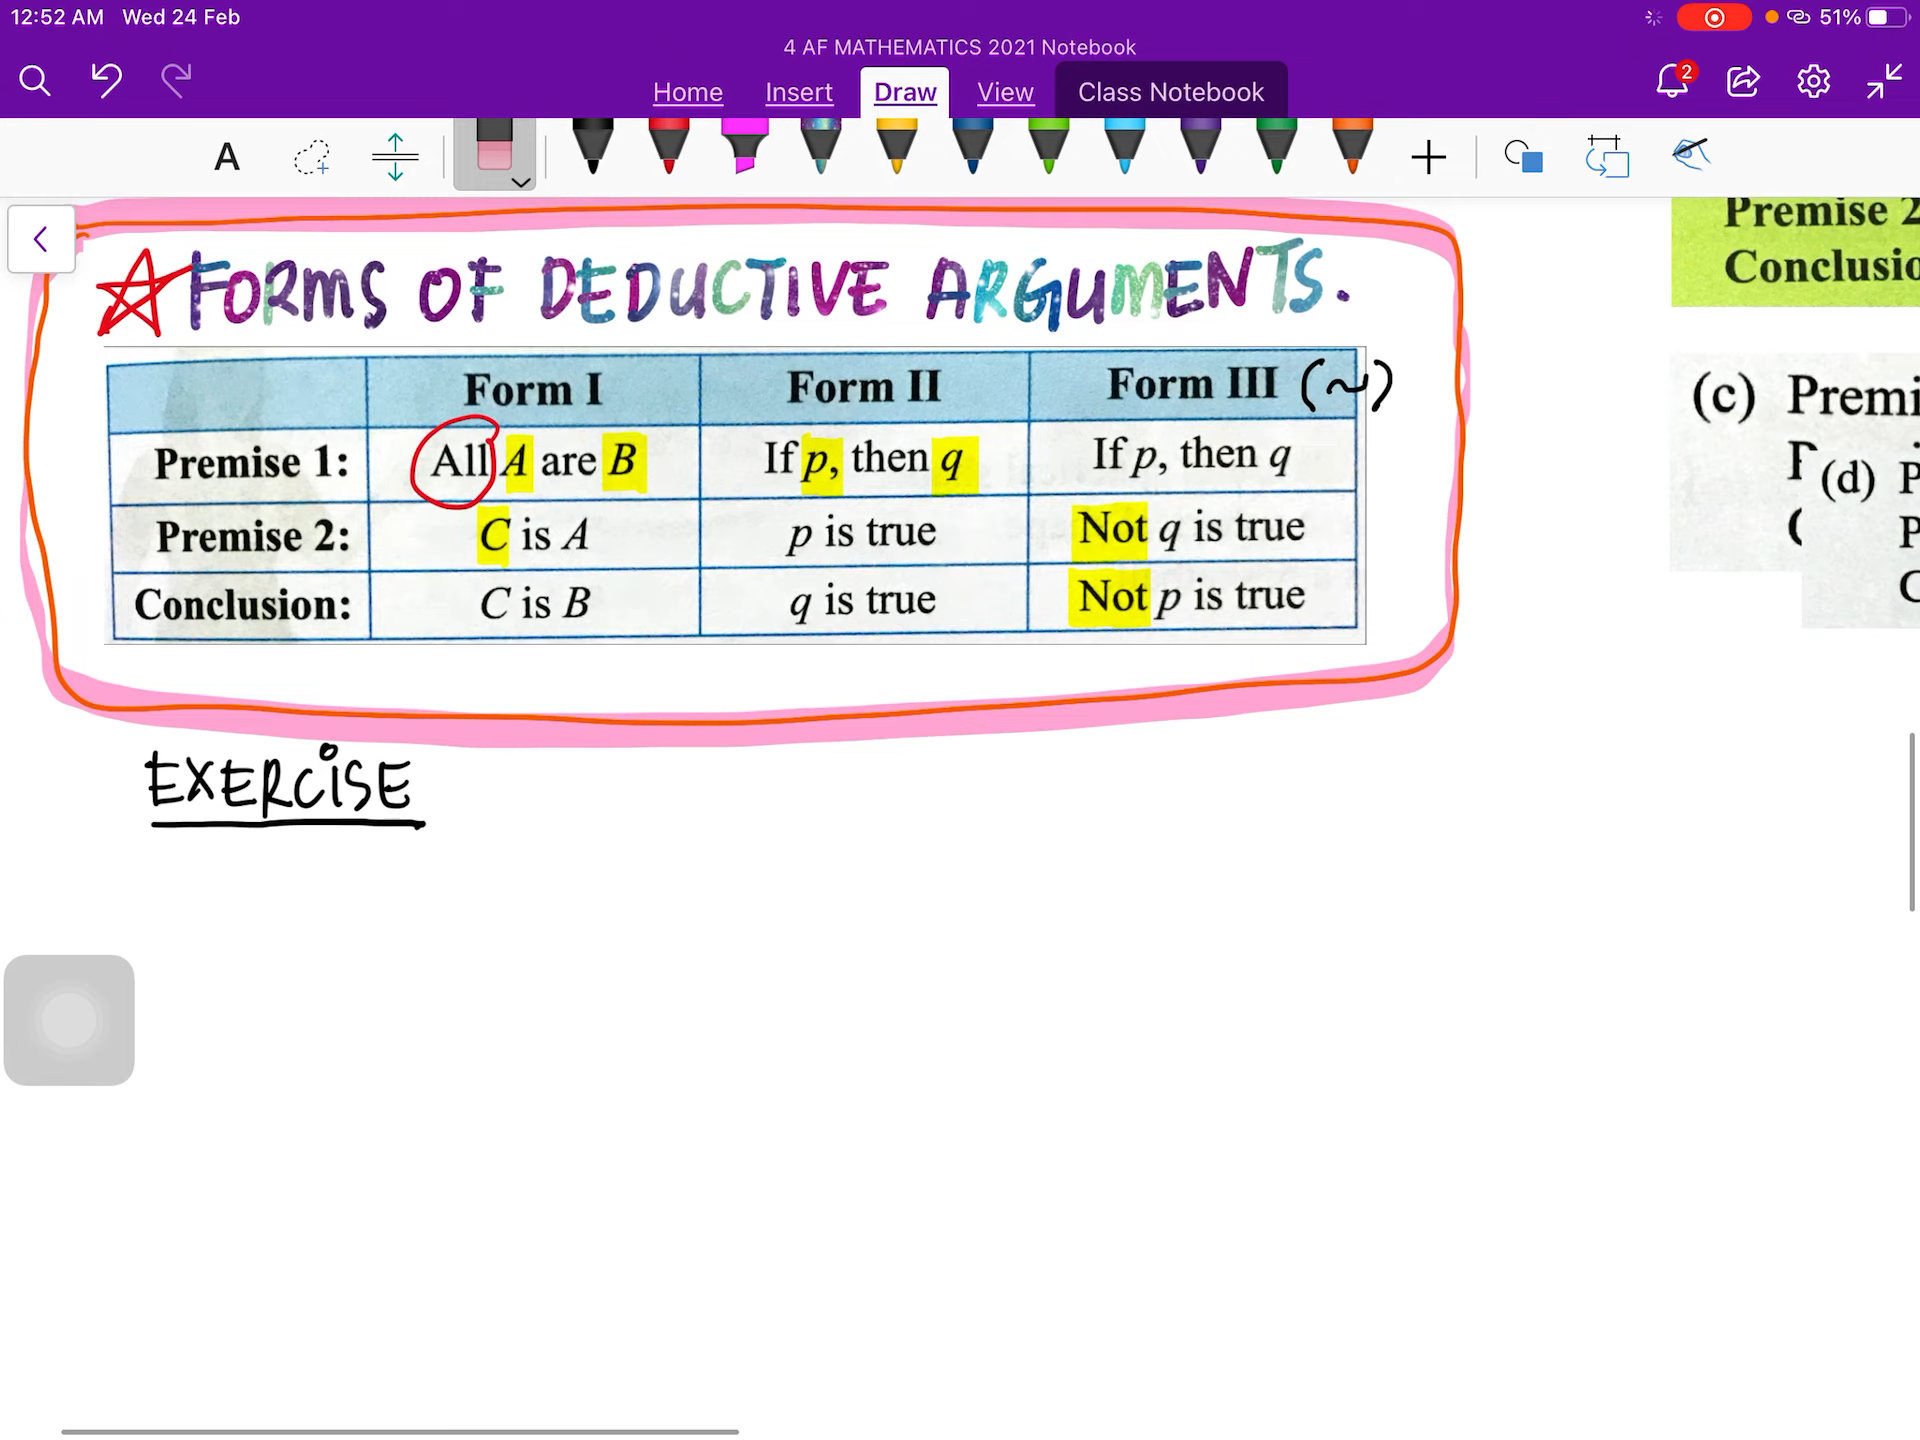 12:52 AM Wed 24 Feb
51%
4 AF MATHEMATICS 2021 Notebook
Home Insert Draw View Class Notebook
2
A
FORMS OF DEDUCTIVE ARGUMENTS.
Form I Form II Form III (~)
Premise 1: All A are B If p, then q If p, then q
Premise 2: C is A p is true Not q is true
Conclusion: C is B q is true Not p is true
EXERCISE
Premise 2
(c)
(d) P
P
C